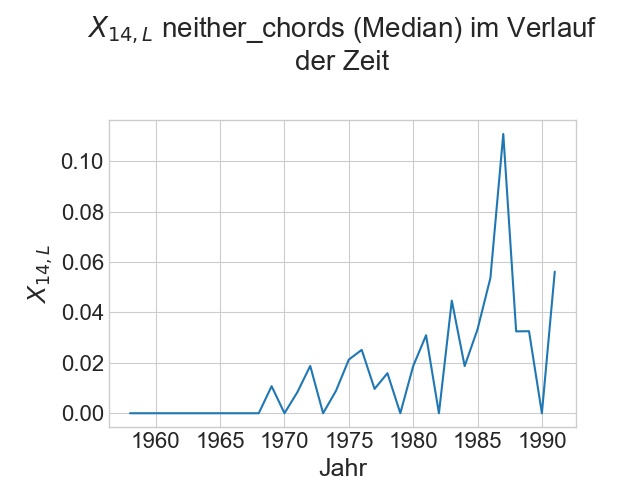 X14, L neither_chords (Median) im Verlauf
der Zeit
0.10
0.08
0.06
0.04
0.02
0.00
X14, L
1960 1965 1970 1975 1980 1985 1990
Jahr